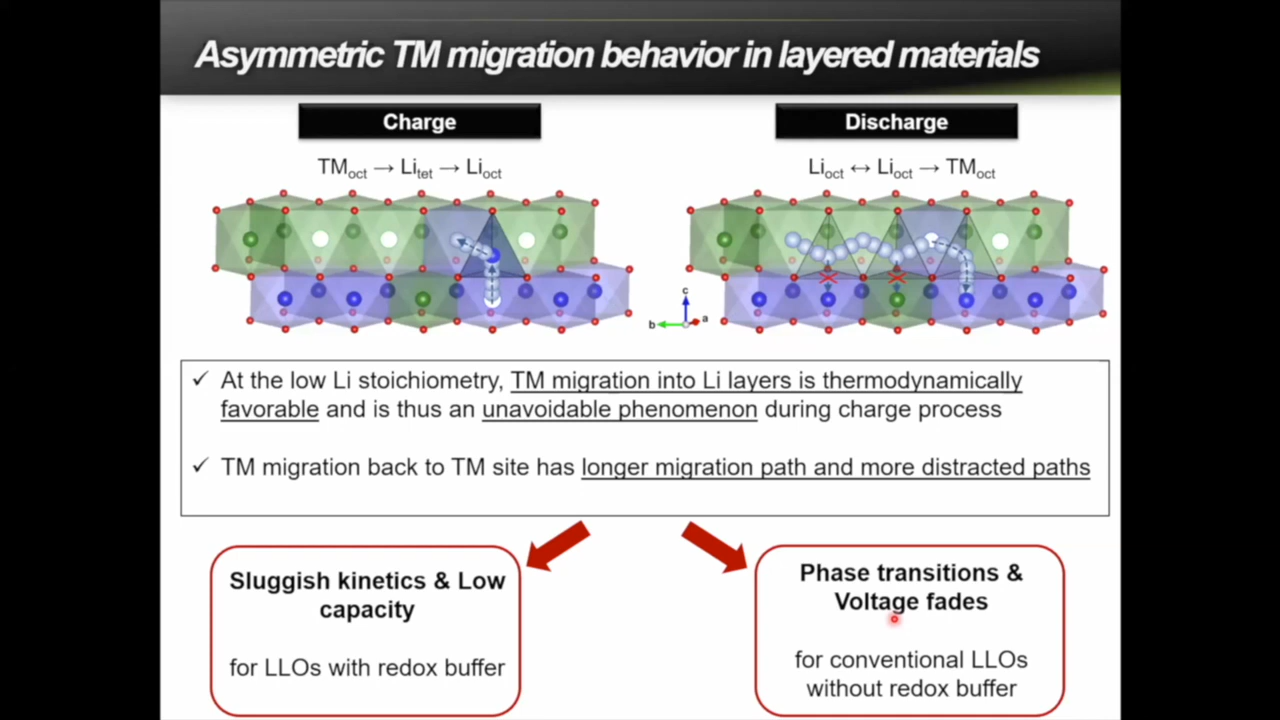 Asymmetric TM migration behavior in layered materials
Charge
Discharge
TMoct → Litet → Lioct
Lioct ↔ Lioct → TMoct
c
b
a
✓ At the low Li stoichiometry, TM migration into Li layers is thermodynamically
favorable and is thus an unavoidable phenomenon during charge process
✓ TM migration back to TM site has longer migration path and more distracted paths
Sluggish kinetics & Low
capacity
for LLOs with redox buffer
Phase transitions &
Voltage fades
for conventional LLOs
without redox buffer